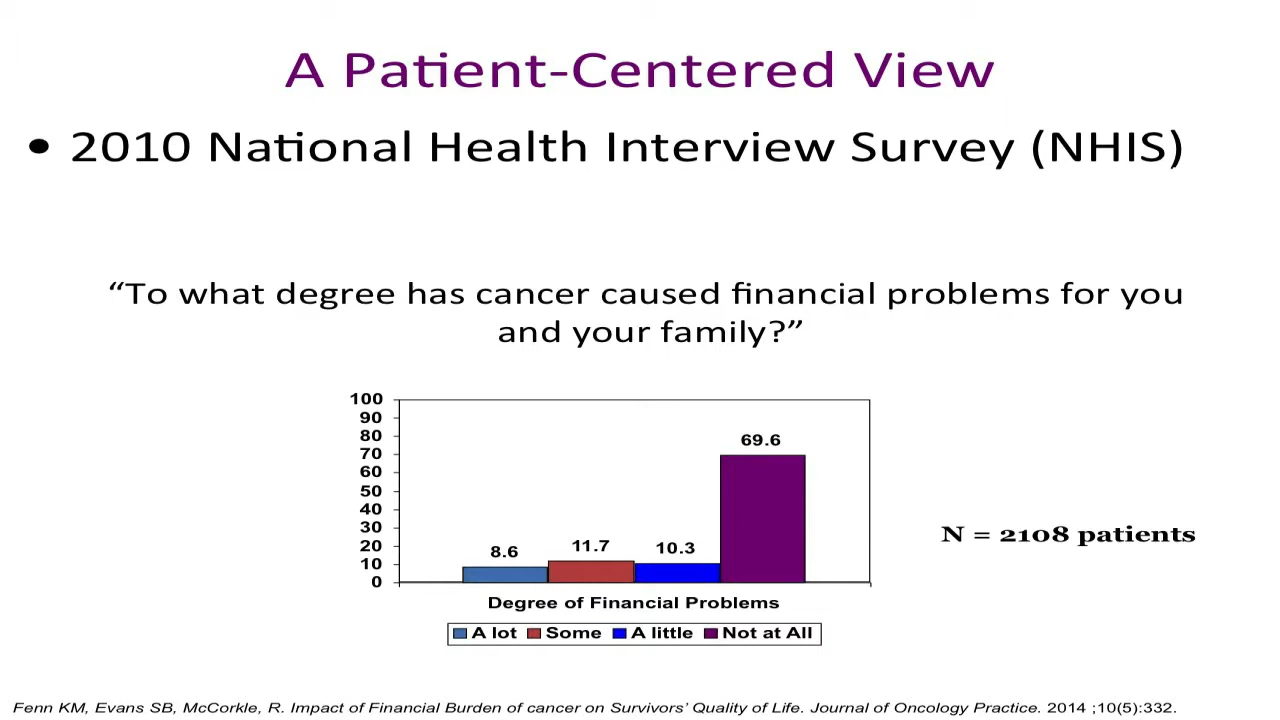 A Patient-Centered View
• 2010 National Health Interview Survey (NHIS)
“To what degree has cancer caused financial problems for you
and your family?”
100
90
80
70
60
50
40
30
20
10
0
8.6
11.7
10.3
69.6
N = 2108 patients
Degree of Financial Problems
A lot Some A little Not at All
Fenn KM, Evans SB, McCorkle, R. Impact of Financial Burden of cancer on Survivors’ Quality of Life. Journal of Oncology Practice. 2014 ;10(5):332.